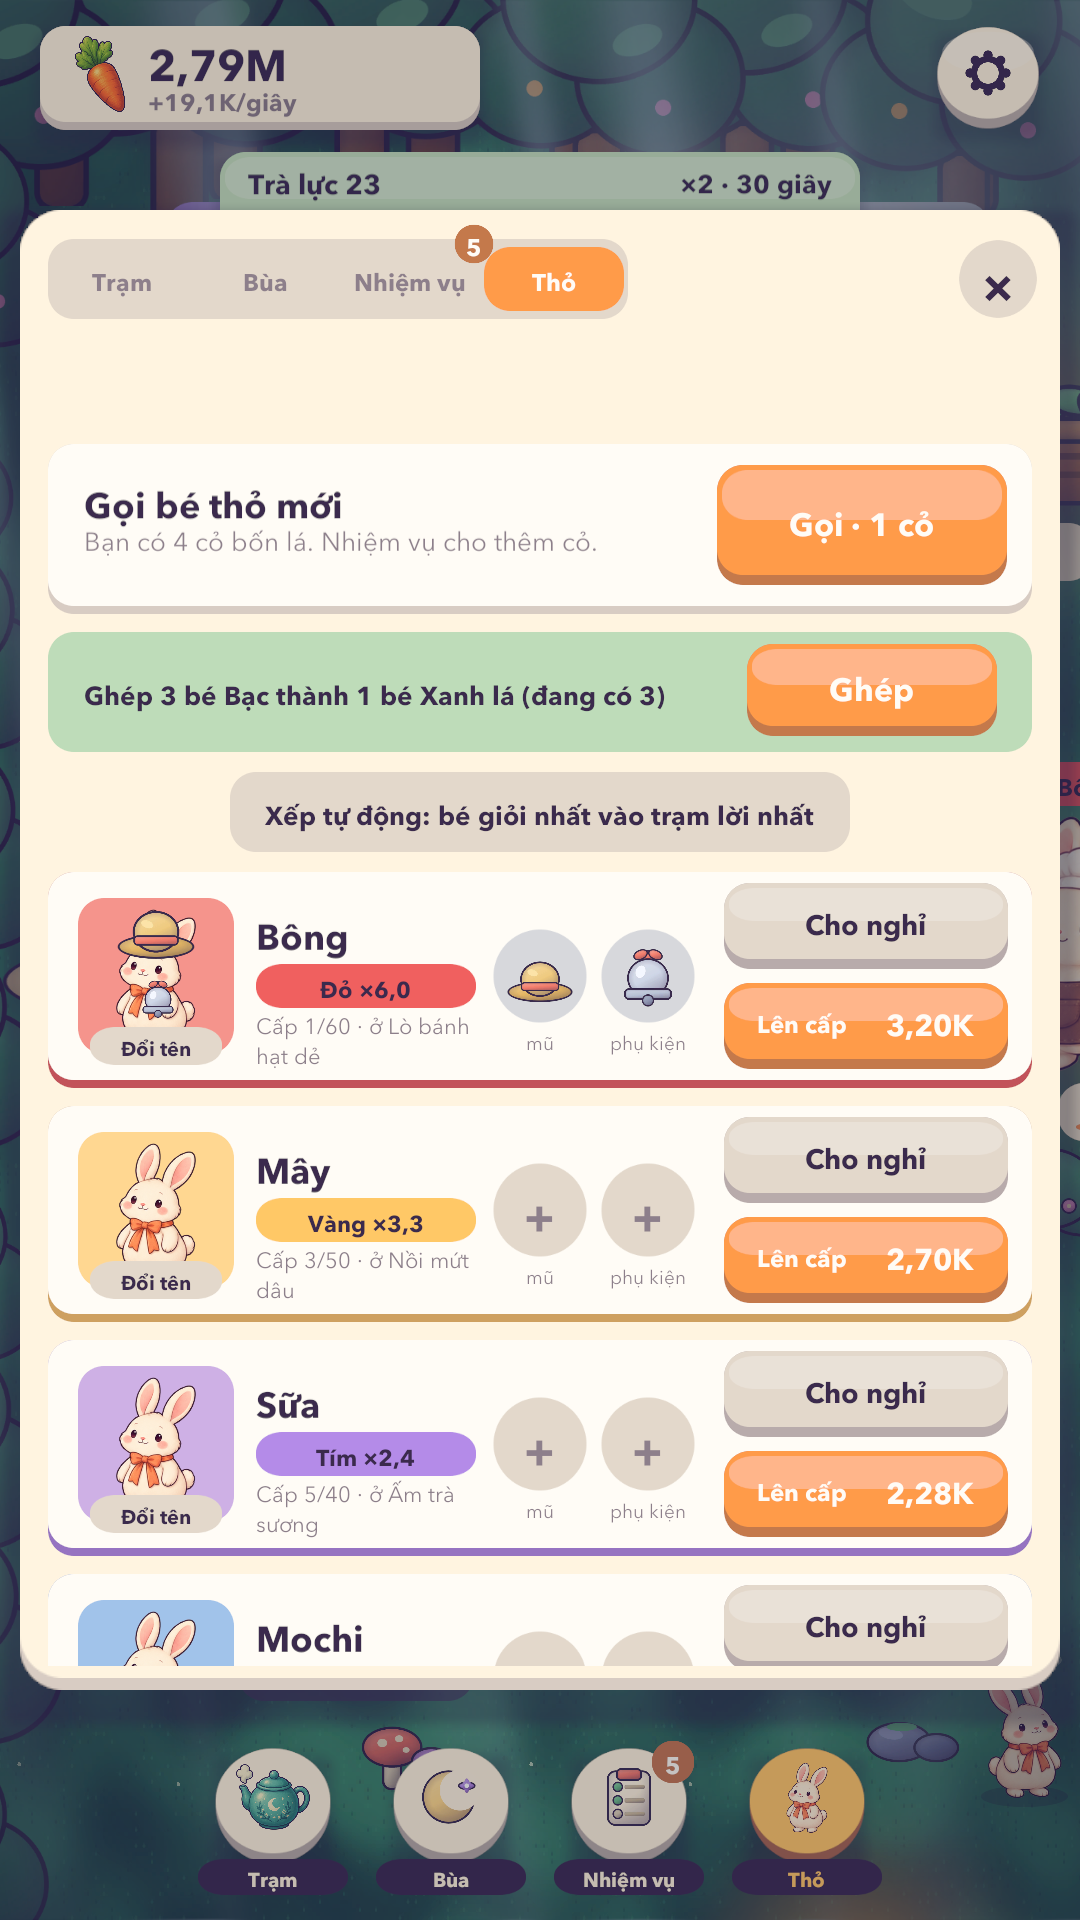 2,79M
+19,1K/giây
Trà lực 23
×2 · 30 giây
Trạm
Bùa
Nhiệm vụ
5
Thỏ
Gọi bé thỏ mới
Bạn có 4 cỏ bốn lá. Nhiệm vụ cho thêm cỏ.
Gọi · 1 cỏ
Ghép 3 bé Bạc thành 1 bé Xanh lá (đang có 3)
Ghép
Xếp tự động: bé giỏi nhất vào trạm lời nhất
Bông
Đỏ ×6,0
Cấp 1/60 · ở Lò bánh
hạt dẻ
Đổi tên
mũ
phụ kiện
Cho nghỉ
Lên cấp 3,20K
Mây
Vàng ×3,3
Cấp 3/50 · ở Nồi mứt
dâu
Đổi tên
mũ
phụ kiện
Cho nghỉ
Lên cấp 2,70K
Sữa
Tím ×2,4
Cấp 5/40 · ở Ấm trà
sương
Đổi tên
mũ
phụ kiện
Cho nghỉ
Lên cấp 2,28K
Mochi
Cho nghỉ
Trạm
Bùa
5
Nhiệm vụ
Thỏ